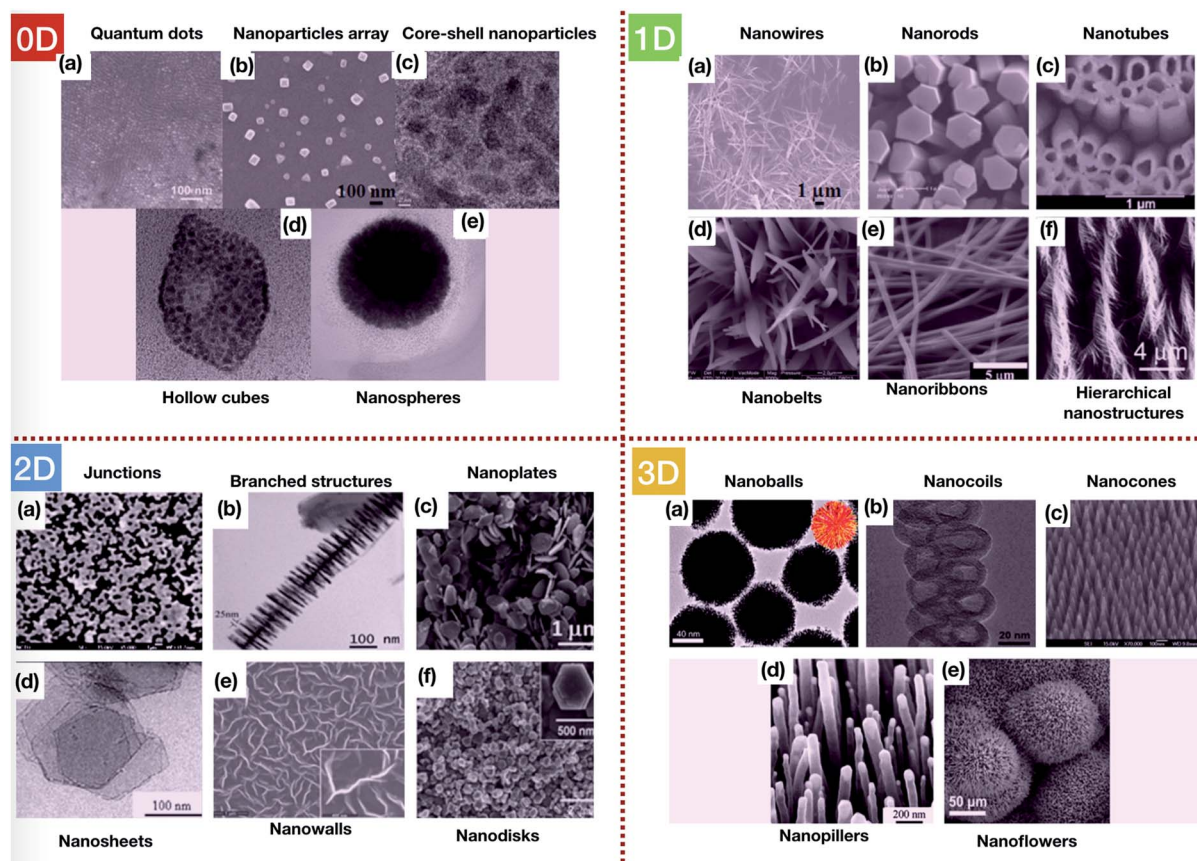 0D
Quantum dots
Nanoparticles array
Core-shell nanoparticles
(a)
(b)
(c)
100 nm
100 nm
(d)
(e)
Hollow cubes
Nanospheres
1D
Nanowires
Nanorods
Nanotubes
(a)
(b)
(c)
1 μm
1 μm
(d)
(e)
(f)
5 μm
4 μm
Nanobelts
Nanoribbons
Hierarchical
nanostructures
2D
Junctions
Branched structures
Nanoplates
(a)
(b)
(c)
25nm
100 nm
1 μm
(d)
(e)
(f)
500 nm
100 nm
Nanosheets
Nanowalls
Nanodisks
3D
Nanoballs
Nanocoils
Nanocones
(a)
(b)
(c)
40 nm
20 nm
(d)
(e)
200 nm
50 μm
Nanopillers
Nanoflowers